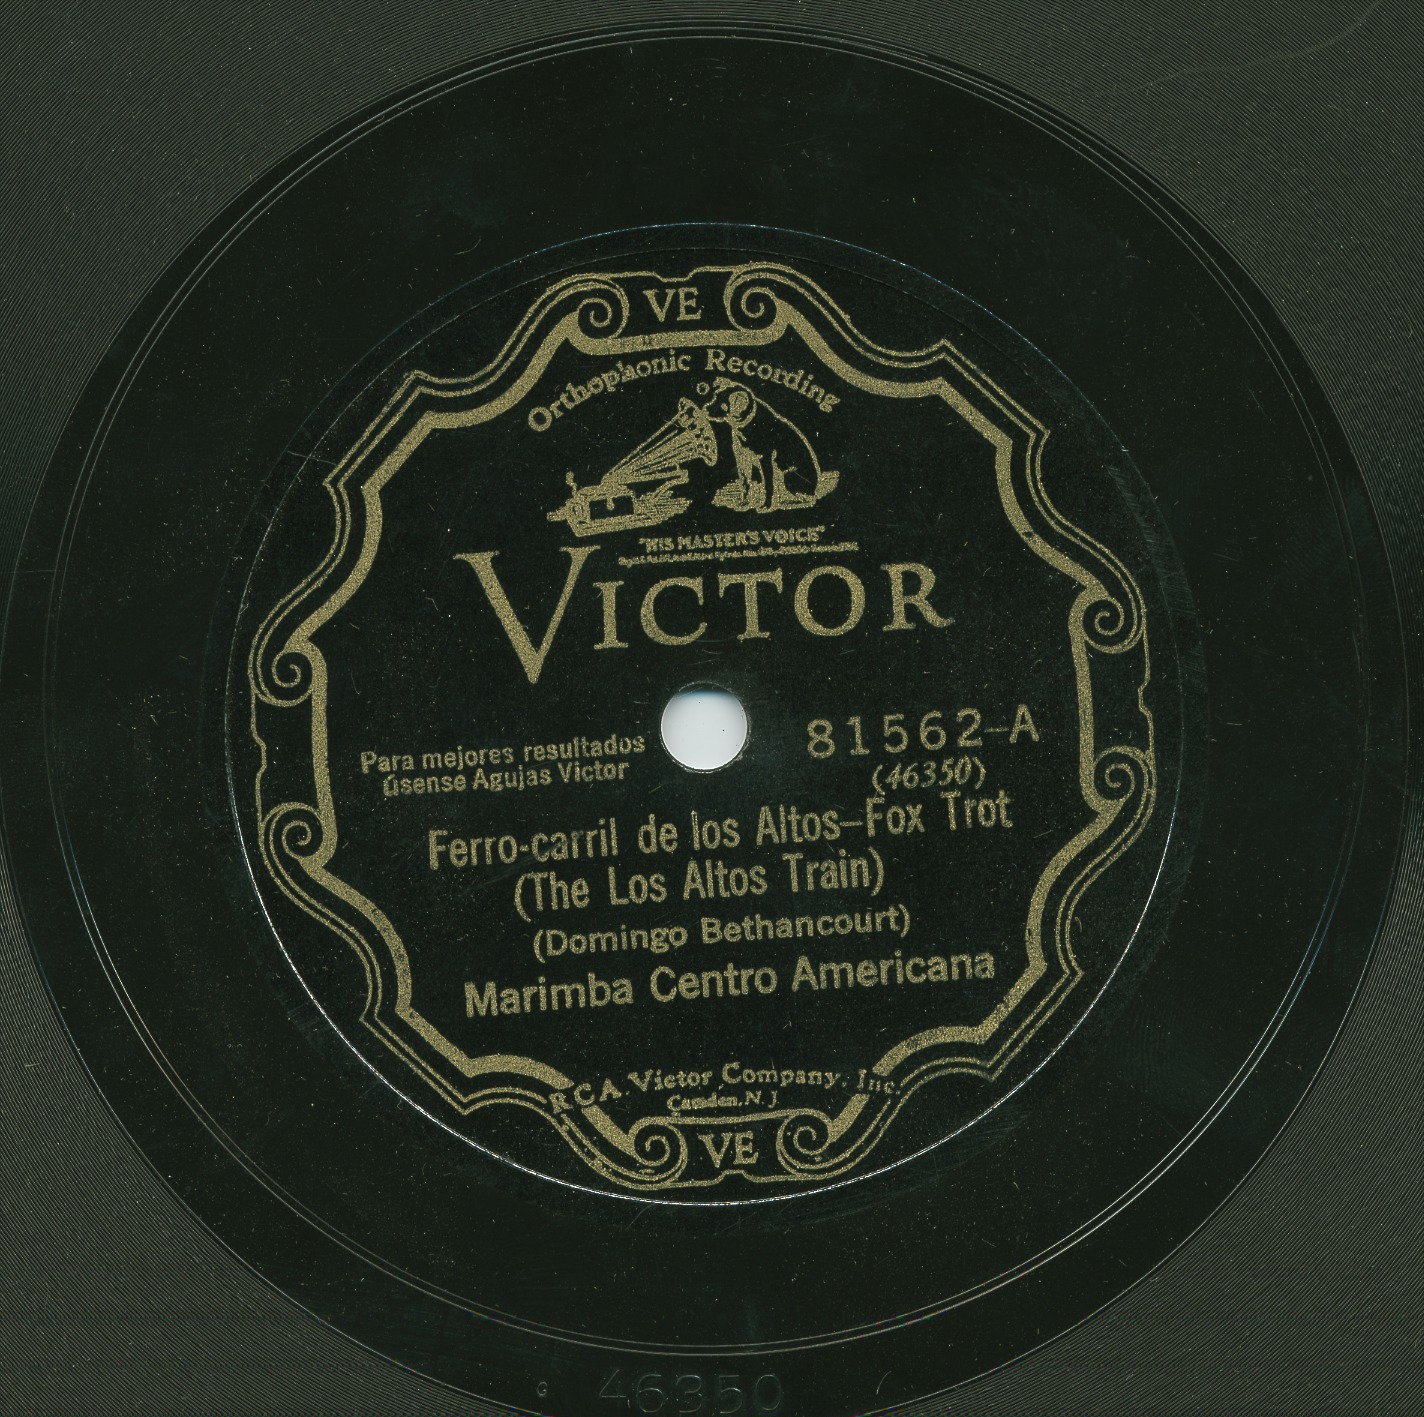 VE
Orthophonic Recording
"HIS MASTER'S VOICE"
VICTOR
Para mejores resultados
úsense Agujas Victor
81562-A
(46350)
Ferro-carril de los Altos–Fox Trot
(The Los Altos Train)
(Domingo Bethancourt)
Marimba Centro Americana
RCA Victor Company, Inc.
Camden, N.J.
VE
G 46350 /